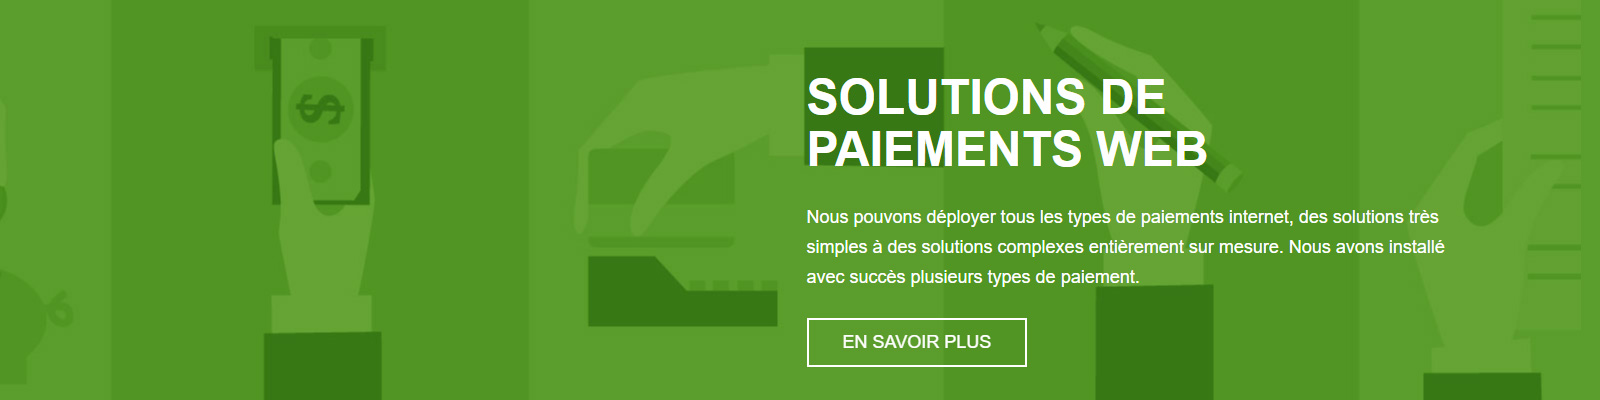 SOLUTIONS DE
PAIEMENTS WEB
Nous pouvons déployer tous les types de paiements internet, des solutions très
simples à des solutions complexes entièrement sur mesure. Nous avons installé
avec succès plusieurs types de paiement.
EN SAVOIR PLUS
$